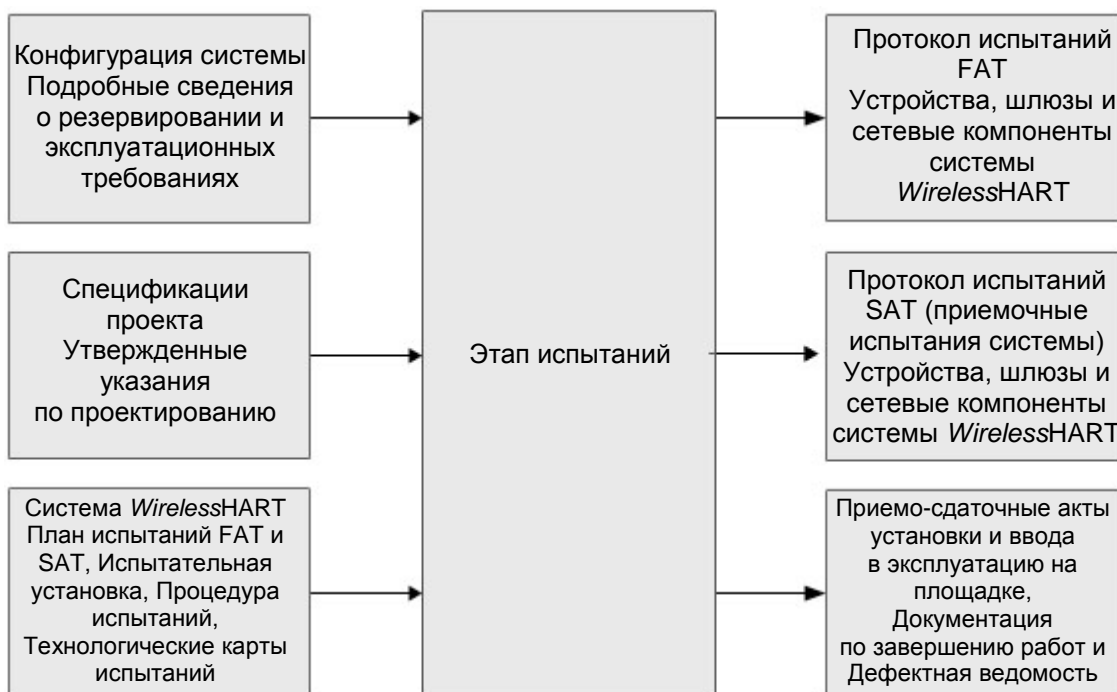 Конфигурация системы
Подробные сведения
о резервировании и
эксплуатационных
требованиях
Спецификации
проекта
Утвержденные
указания
по проектированию
Система WirelessHART
План испытаний FAT и
SAT, Испытательная
установка, Процедура
испытаний,
Технологические карты
испытаний
Этап испытаний
Протокол испытаний
FAT
Устройства, шлюзы и
сетевые компоненты
системы
WirelessHART
Протокол испытаний
SAT (приемочные
испытания системы)
Устройства, шлюзы и
сетевые компоненты
системы WirelessHART
Приемо-сдаточные акты
установки и ввода
в эксплуатацию на
площадке,
Документация
по завершению работ и
Дефектная ведомость